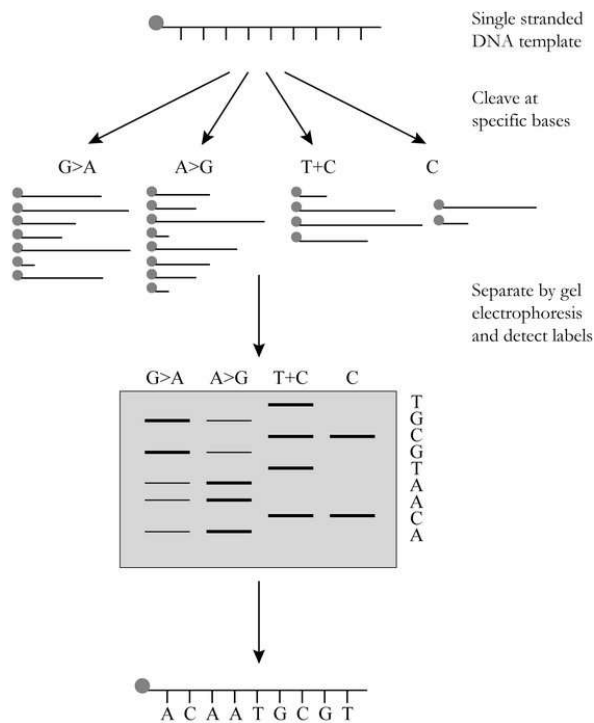 Single stranded
DNA template
Cleave at
specific bases
G>A A>G T+C C
Separate by gel
electrophoresis
and detect labels
G>A A>G T+C C
T
G
C
G
T
A
A
C
A
A C A A T G C G T